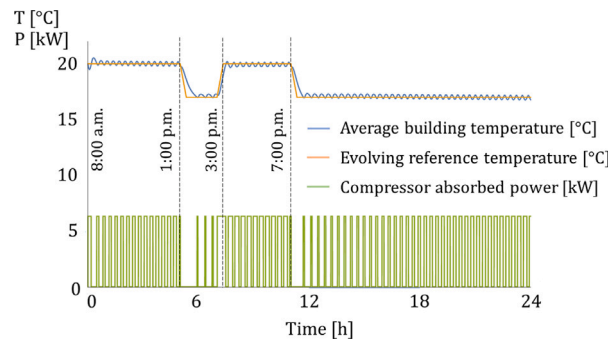 T [°C]
P [kW]
20
15
10
5
0
8:00 a.m.
1:00 p.m.
3:00 p.m.
7:00 p.m.
Average building temperature [°C]
Evolving reference temperature [°C]
Compressor absorbed power [kW]
0
6
12
18
24
Time [h]